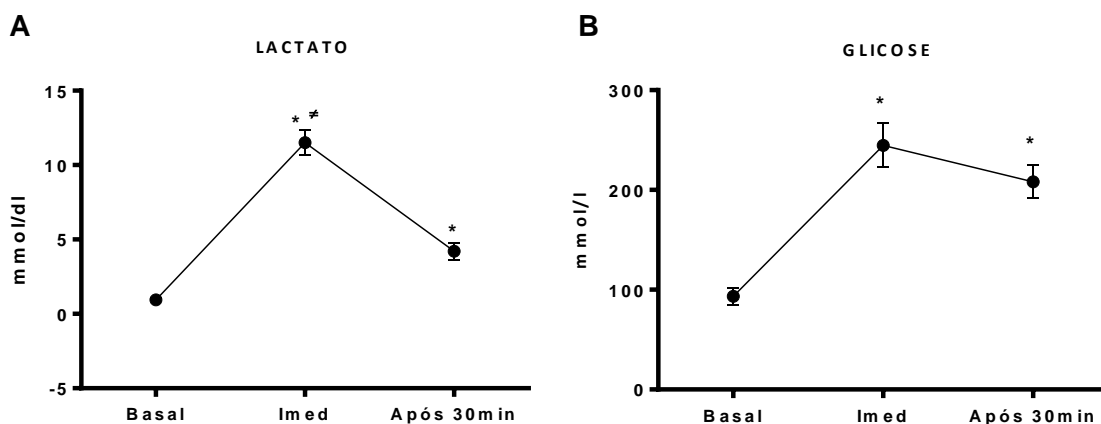 A
LACTATO
mmol/dl
15
10
5
0
-5
* ≠
*
Basal
Imed
Após 30min
B
GLICOSE
mmol/l
300
200
100
0
*
*
Basal
Imed
Após 30min